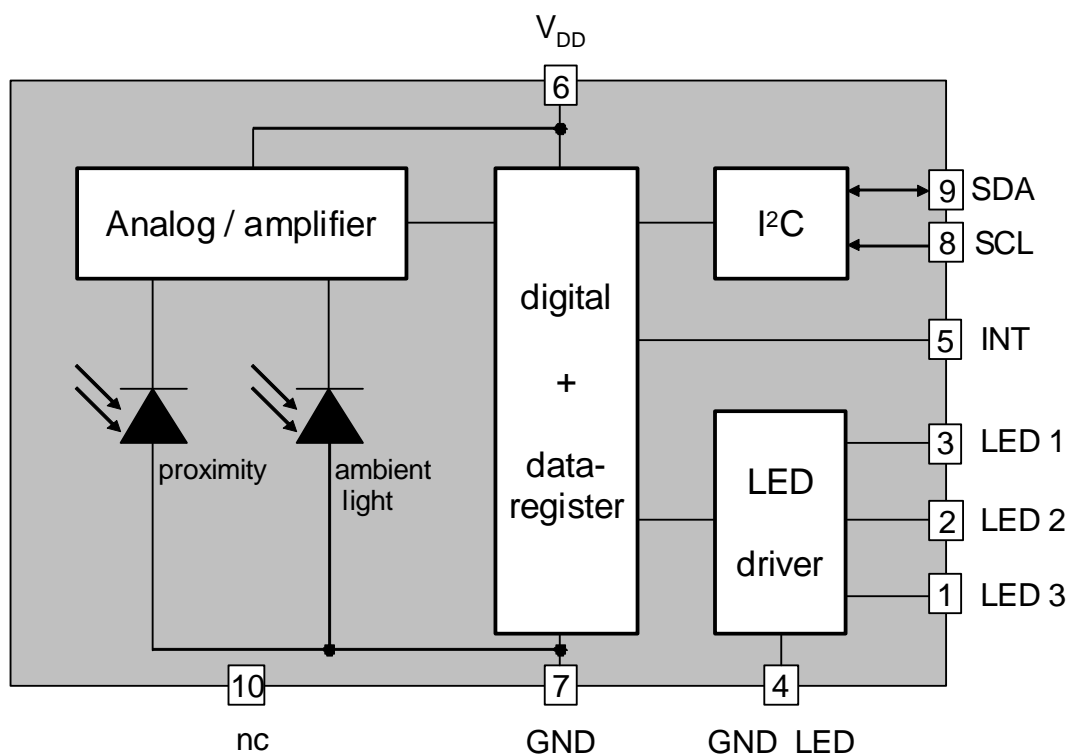 V_DD
6
Analog / amplifier
I²C
9 SDA
8 SCL
digital
+
data-
register
5 INT
proximity
ambient
light
LED
driver
3 LED 1
2 LED 2
1 LED 3
10
7
4
nc
GND
GND LED